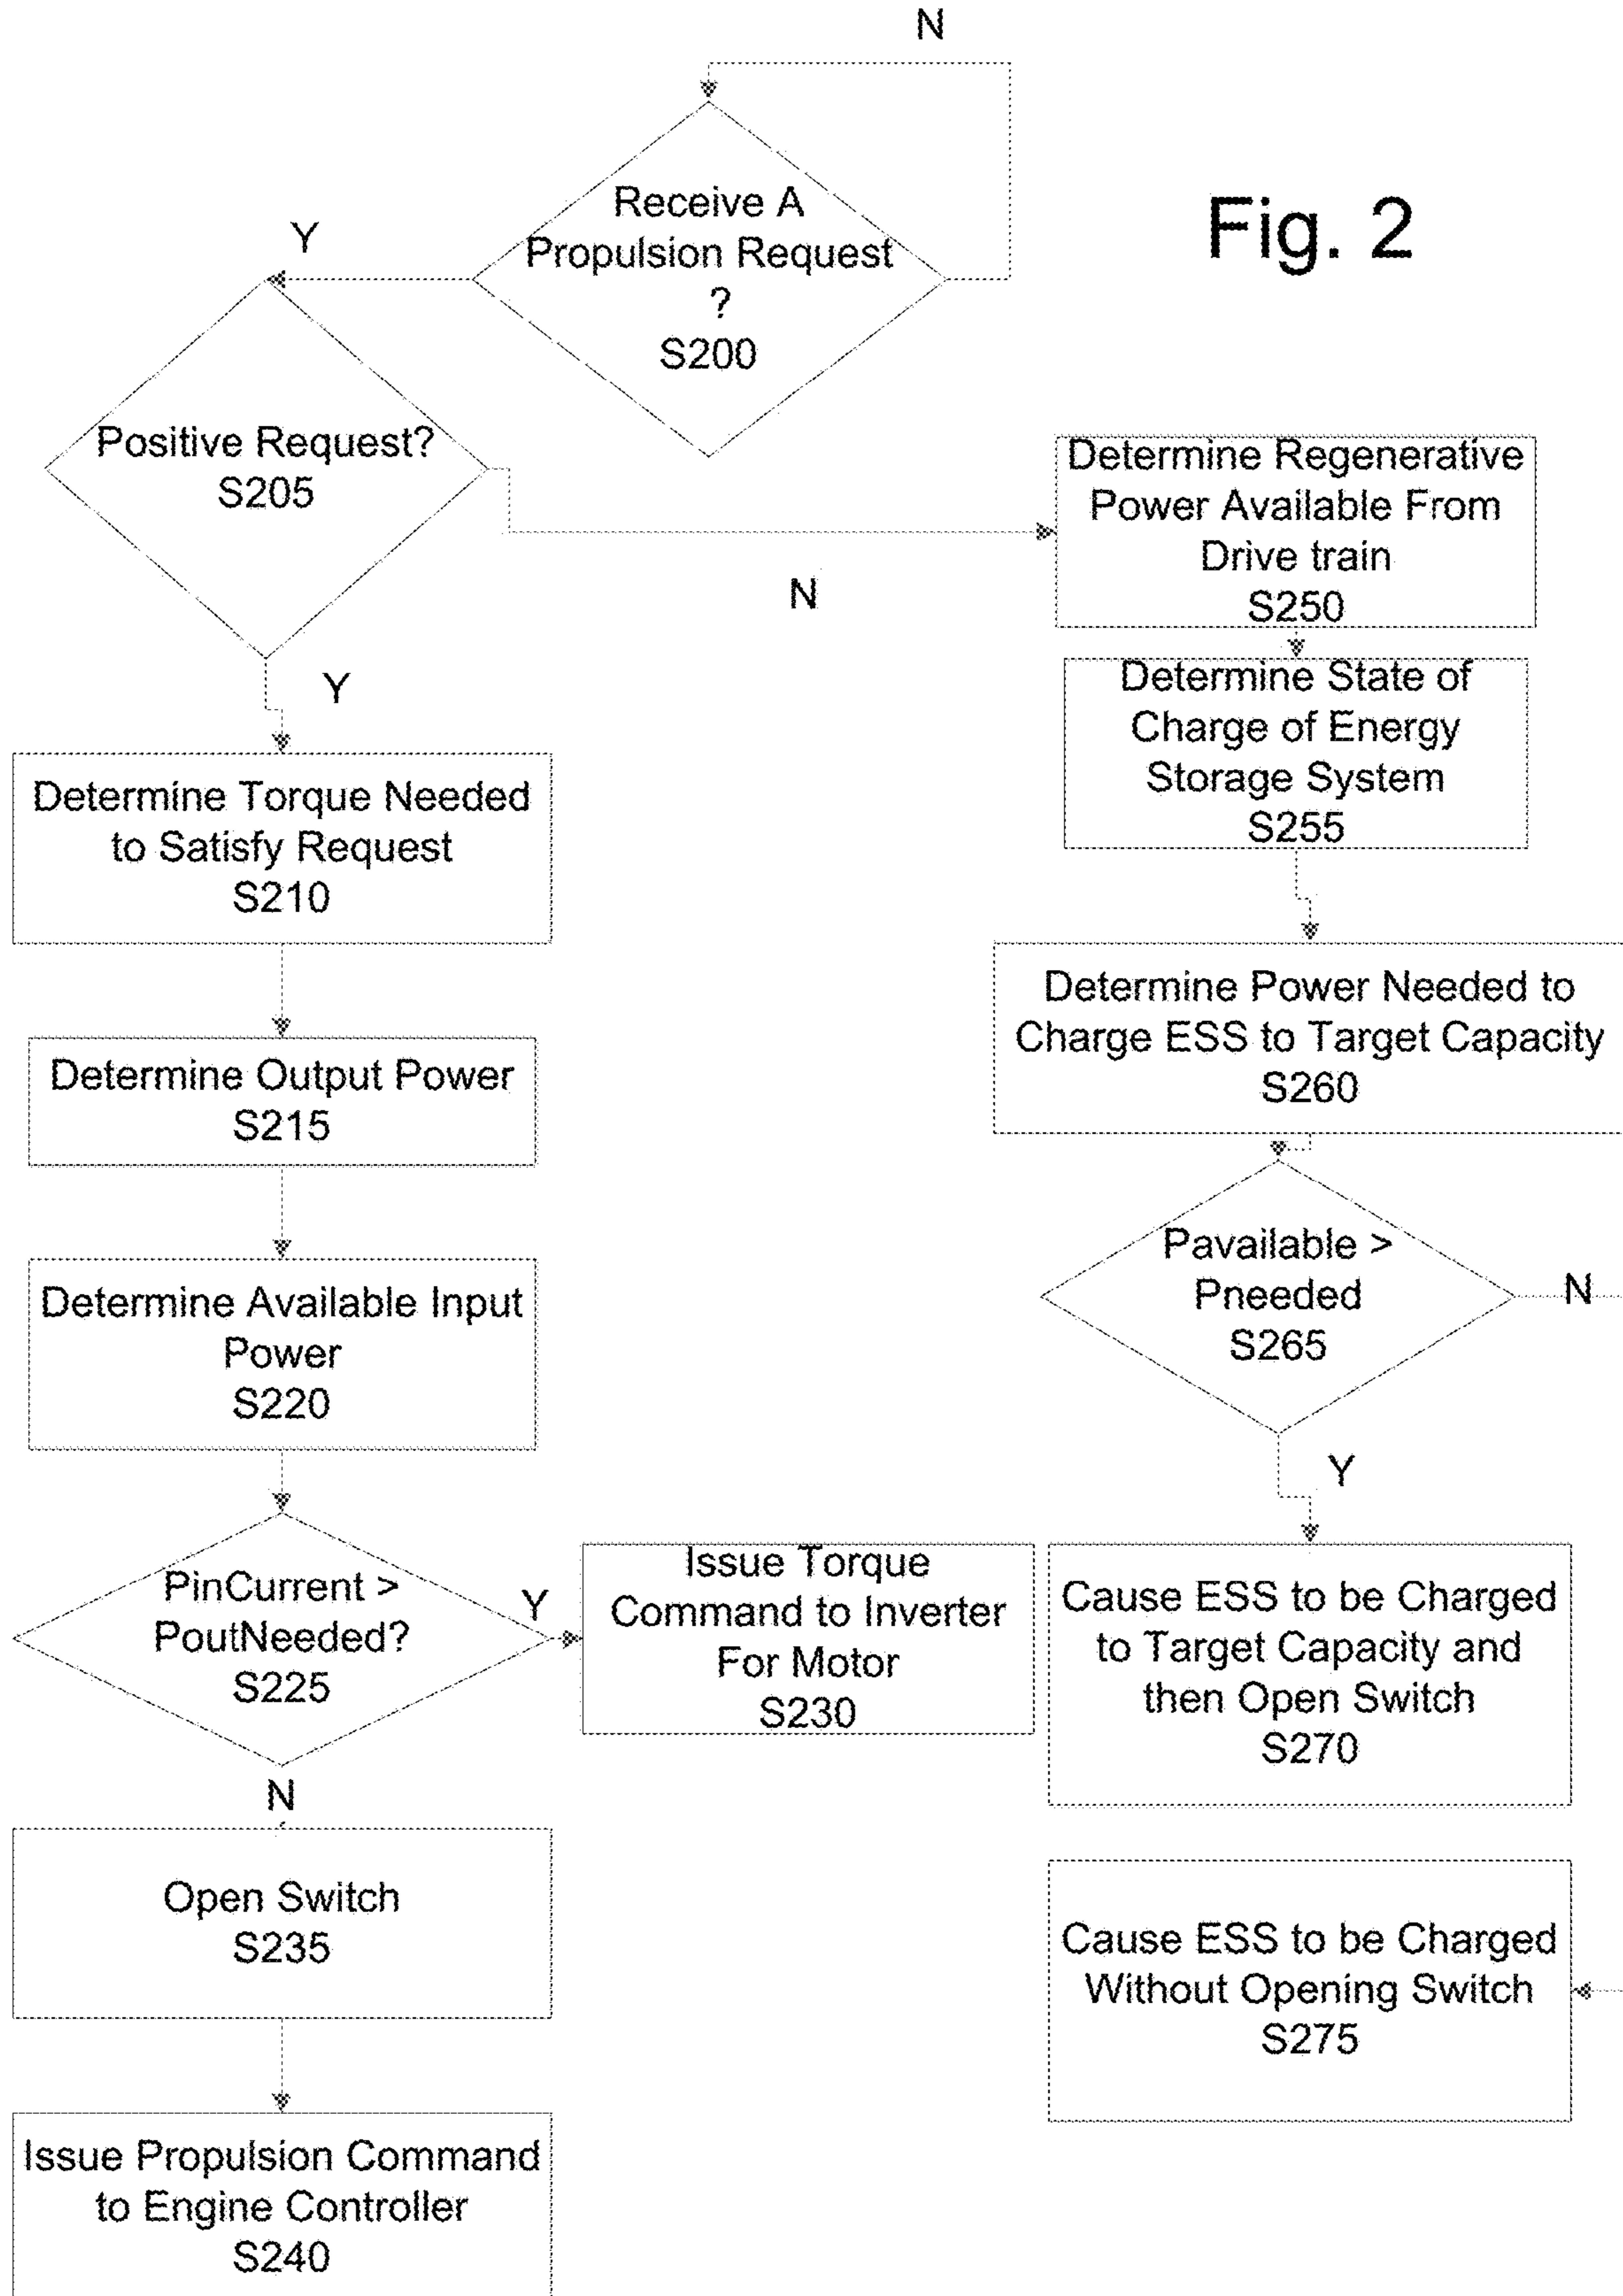 N
Fig. 2
Receive A
Propulsion Request
?
S200
Y
Positive Request?
S205
N
Y
Determine Torque Needed
to Satisfy Request
S210
Determine Output Power
S215
Determine Available Input
Power
S220
PinCurrent >
PoutNeeded?
S225
Y
Issue Torque
Command to Inverter
For Motor
S230
N
Open Switch
S235
Issue Propulsion Command
to Engine Controller
S240
Determine Regenerative
Power Available From
Drive train
S250
Determine State of
Charge of Energy
Storage System
S255
Determine Power Needed to
Charge ESS to Target Capacity
S260
Pavailable >
Pneeded
S265
N
Y
Cause ESS to be Charged
to Target Capacity and
then Open Switch
S270
Cause ESS to be Charged
Without Opening Switch
S275